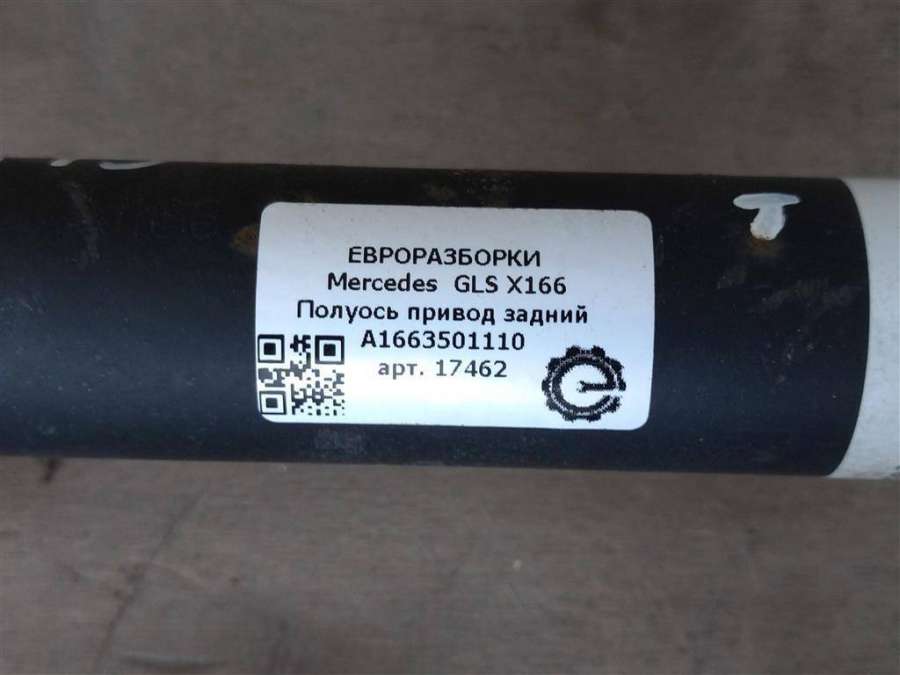 ЕВРОРАЗБОРКИ
Mercedes GLS X166
Полуось привод задний
A1663501110
арт. 17462